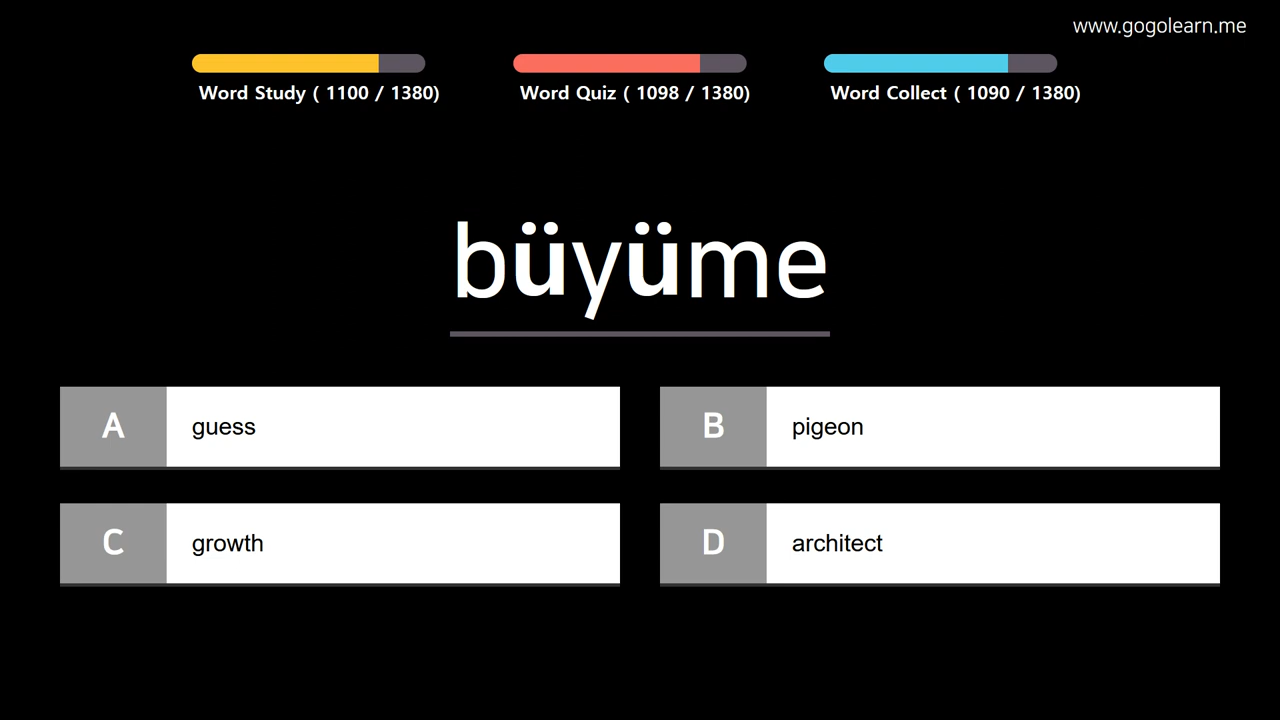 www.gogolearn.me
Word Study ( 1100 / 1380)
Word Quiz ( 1098 / 1380)
Word Collect ( 1090 / 1380)
büyüme
A guess
B pigeon
C growth
D architect